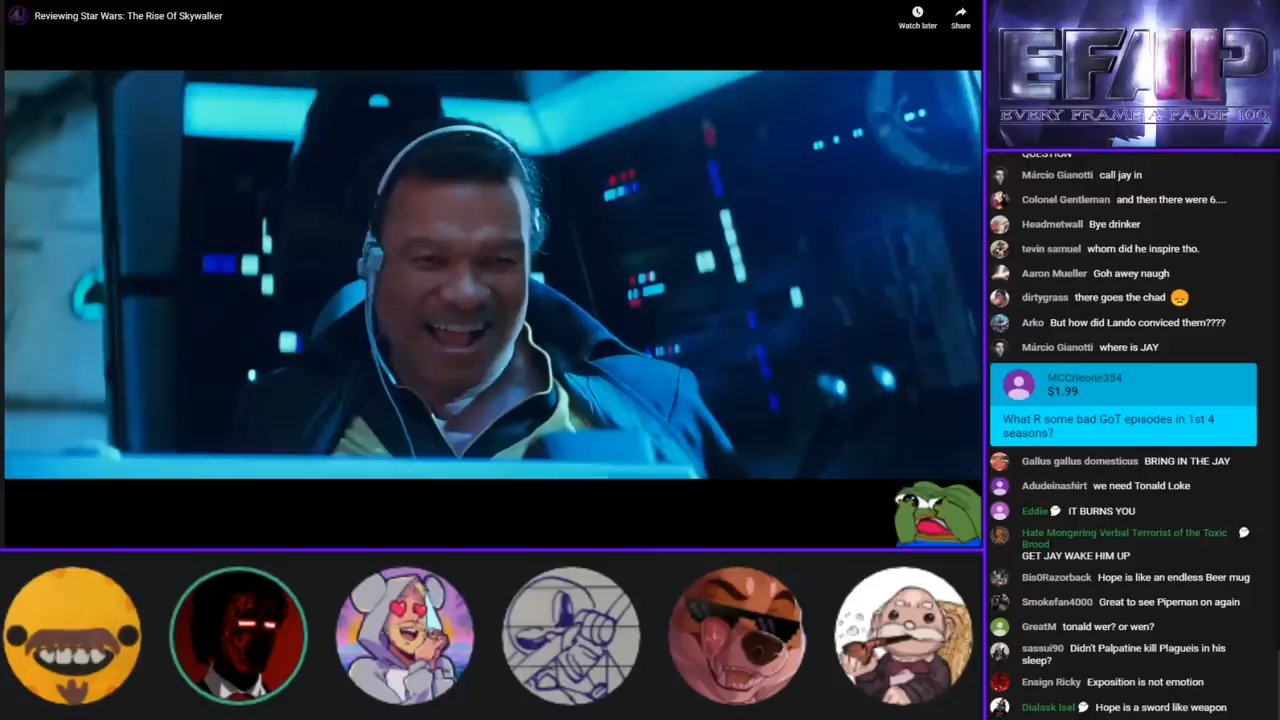 Reviewing Star Wars: The Rise Of Skywalker
Watch later
Share
EFAP
EVERY FRAME A PAUSE 100
QUESTION
Márcio Gianotti call jay in
Colonel Gentleman and then there were 6....
Headmetwall Bye drinker
tevin samuel whom did he inspire tho.
Aaron Mueller Goh awey naugh
dirtygrass there goes the chad 😞
Arko But how did Lando conviced them????
Márcio Gianotti where is JAY
MCCrieone354
$1.99
What R some bad GoT episodes in 1st 4
seasons?
Gallus gallus domesticus BRING IN THE JAY
Adudeinashirt we need Tonald Loke
Eddie IT BURNS YOU
Hate Mongering Verbal Terrorist of the Toxic
Brood
GET JAY WAKE HIM UP
Bis0Razorback Hope is like an endless Beer mug
Smokefan4000 Great to see Pipeman on again
GreatM tonald wer? or wen?
sassui90 Didn't Palpatine kill Plagueis in his
sleep?
Ensign Ricky Exposition is not emotion
Dialask Isel Hope is a sword like weapon